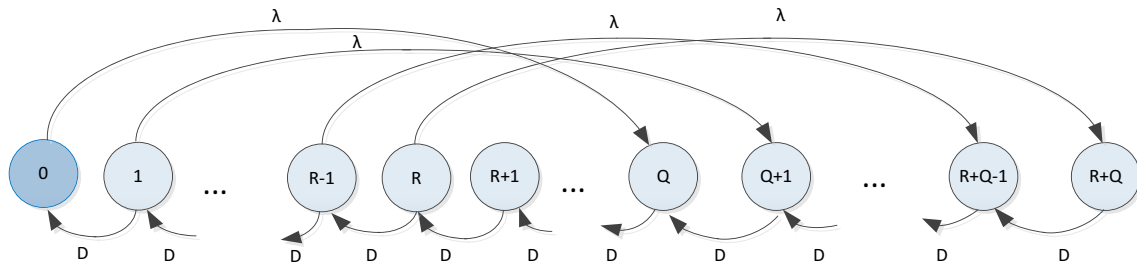 λ λ λ
λ
0 1 ... R-1 R R+1 ... Q Q+1 ... R+Q-1 R+Q
D D D D D D D D D D D